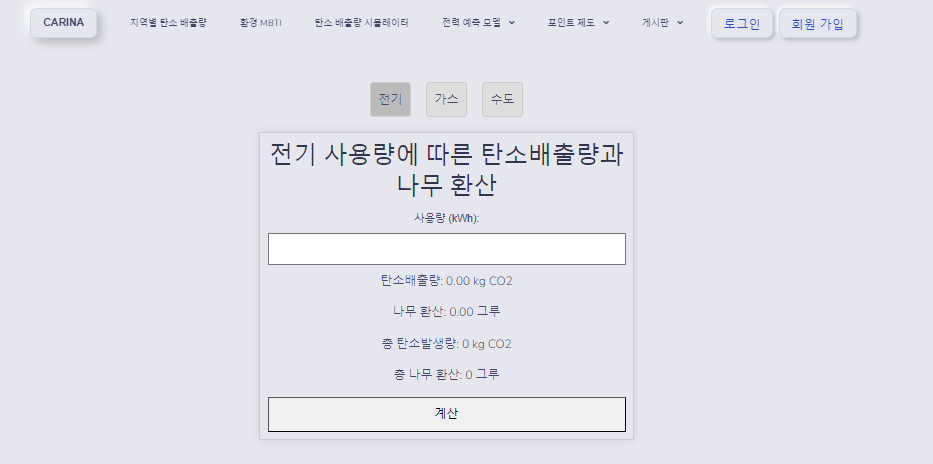 CARINA 지역별 탄소 배출량 환경 MBTI 탄소 배출량 시뮬레이터 전력 예측 모델 포인트 제도 게시판 로그인 회원 가입
전기 가스 수도
전기 사용량에 따른 탄소배출량과
나무 환산
사용량 (kWh):
탄소배출량: 0.00 kg CO2
나무 환산: 0.00 그루
총 탄소발생량: 0 kg CO2
총 나무 환산: 0 그루
계산